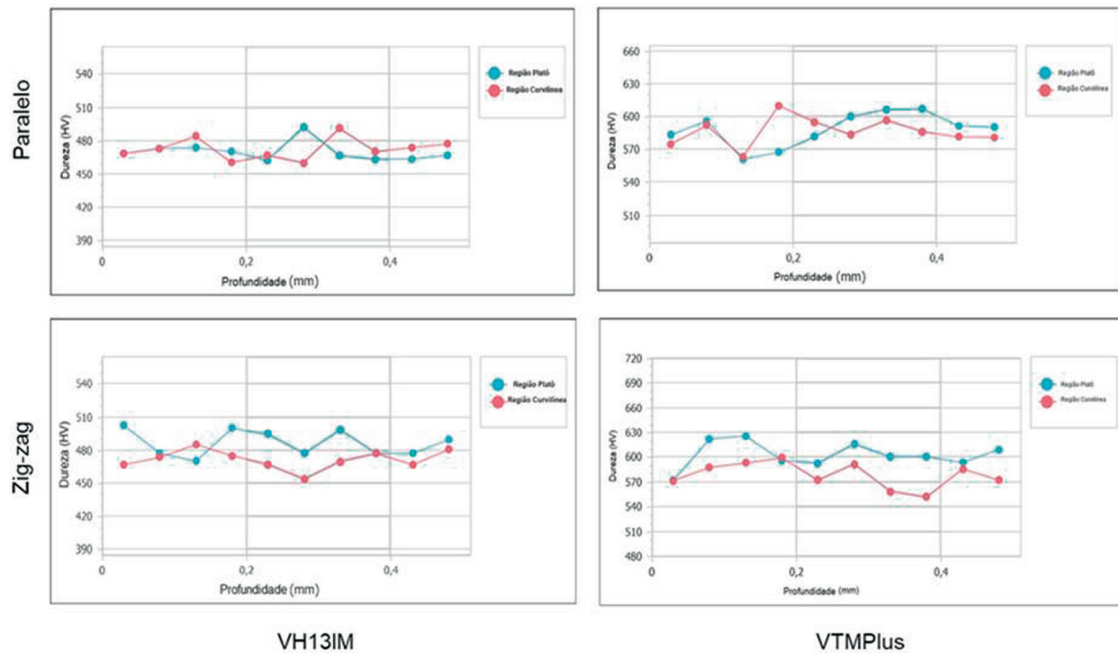 Paralelo
Dureza (HV)
540
510
480
450
420
390
0
0,2
0,4
Profundidade (mm)
Região Platô
Região Curvilínea
Dureza (HV)
660
630
600
570
540
510
0
0,2
0,4
Profundidade (mm)
Região Platô
Região Curvilínea
Zig-zag
Dureza (HV)
540
510
480
450
420
390
0
0,2
0,4
Profundidade (mm)
Região Platô
Região Curvilínea
Dureza (HV)
720
690
660
630
600
570
540
510
480
0
0,2
0,4
Profundidade (mm)
Região Platô
Região Curvilínea
VH13IM
VTMPlus